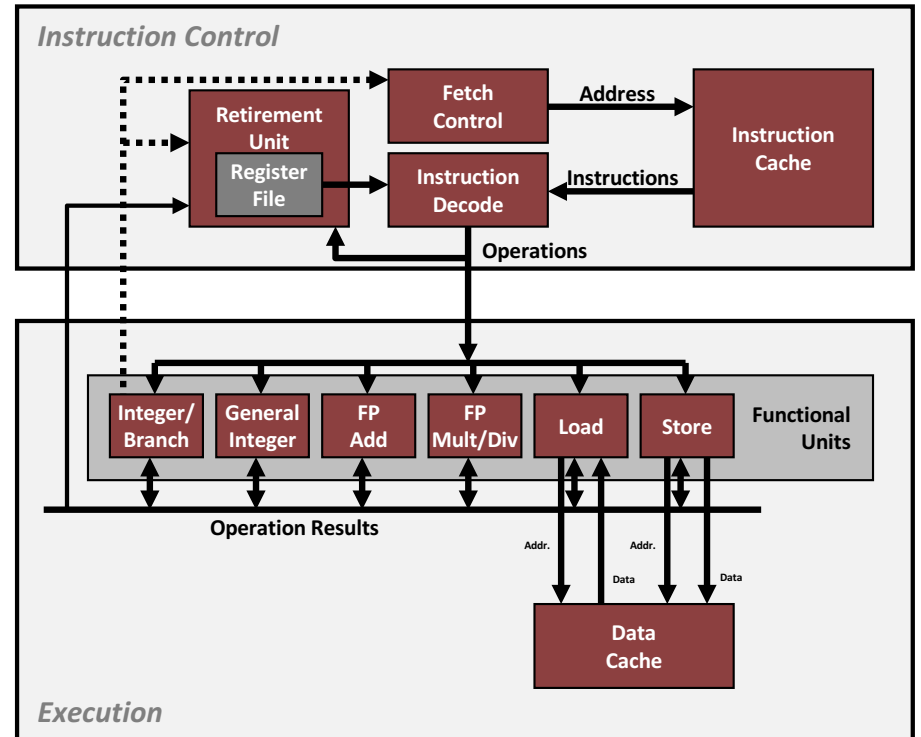 Instruction Control
Fetch
Control
Address
Instruction
Cache
Retirement
Unit
Register
File
Instruction
Decode
Instructions
Operations
Integer/
Branch
General
Integer
FP
Add
FP
Mult/Div
Load
Store
Functional
Units
Operation Results
Addr.
Addr.
Data
Data
Data
Cache
Execution